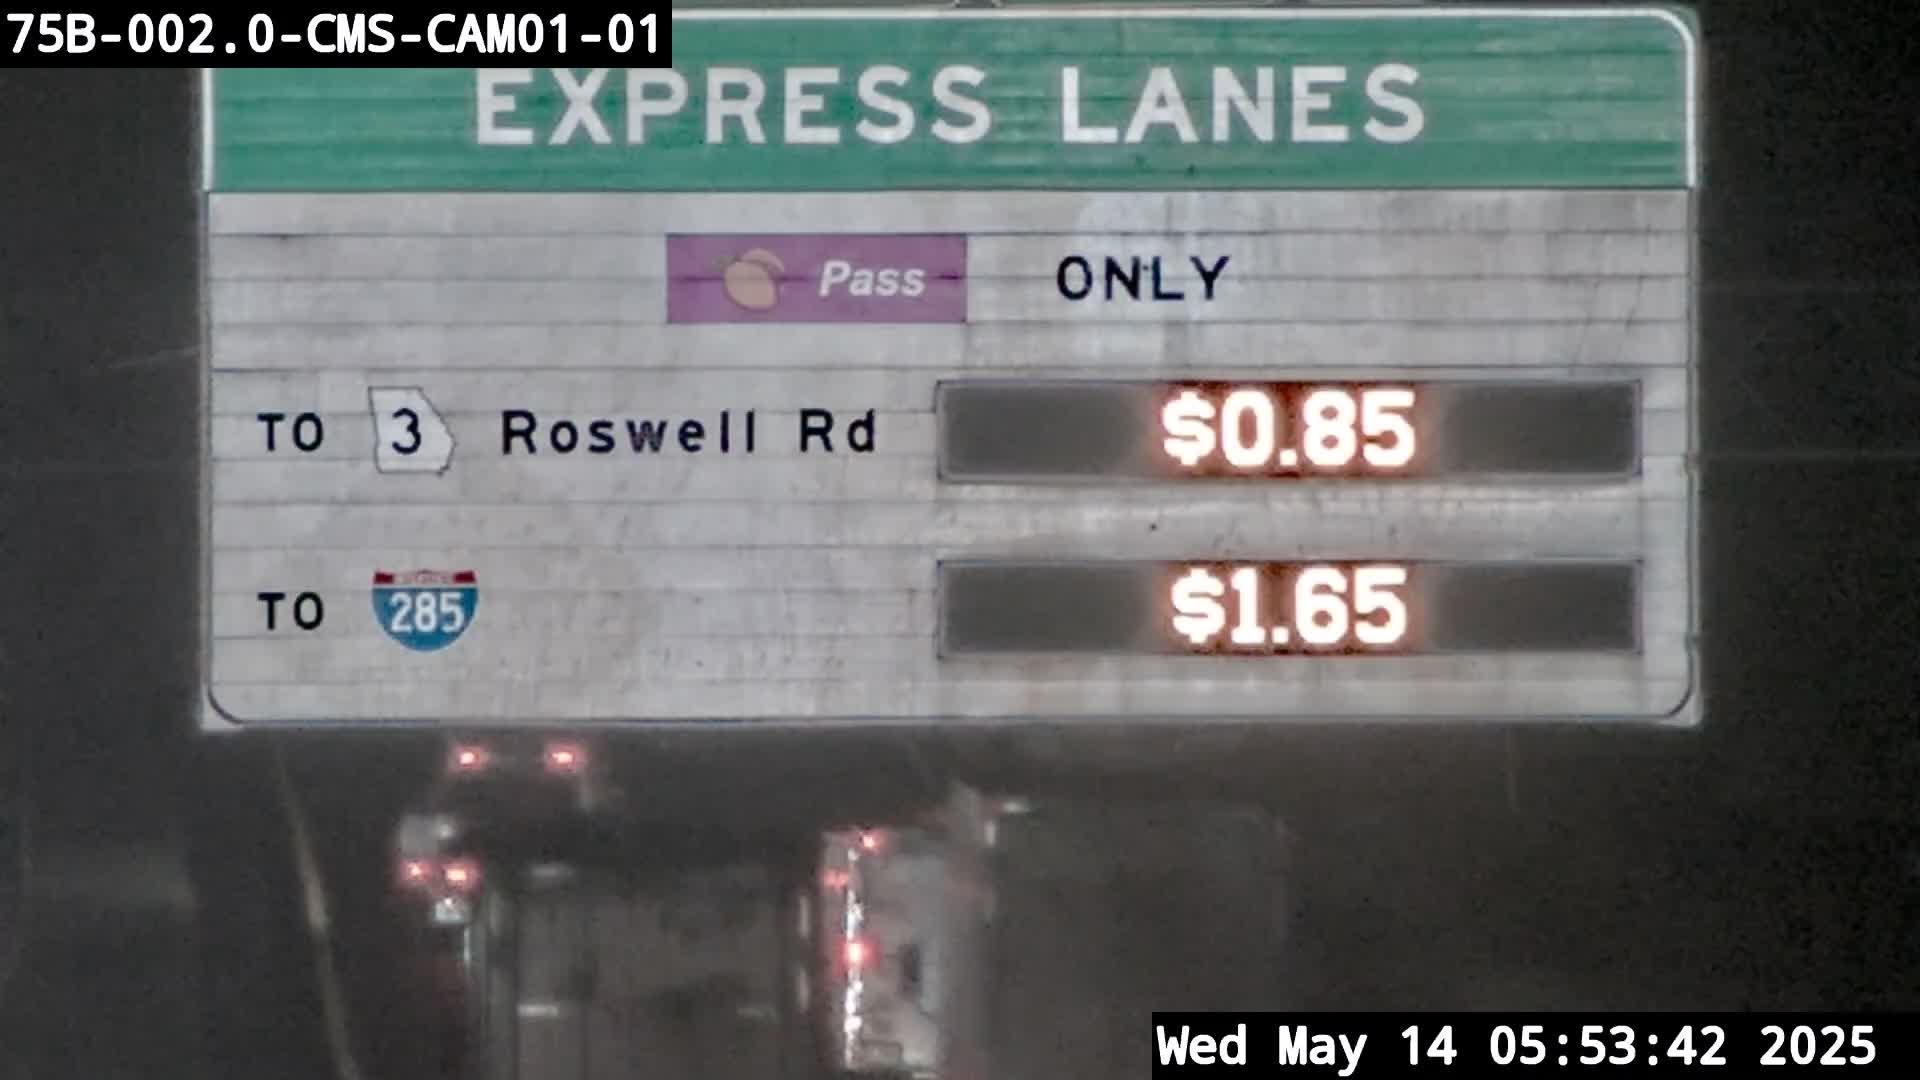 75B-002.0-CMS-CAM01-01
EXPRESS LANES
Pass ONLY
TO 3 Roswell Rd $0.85
TO 285 $1.65
Wed May 14 05:53:42 2025